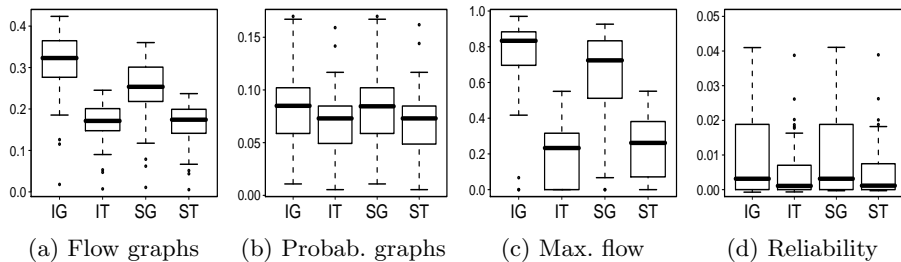 0.4
0.3
0.2
0.1
0.0
IG IT SG ST
(a) Flow graphs
0.15
0.10
0.05
0.00
IG IT SG ST
(b) Probab. graphs
1.0
0.8
0.6
0.4
0.2
0.0
IG IT SG ST
(c) Max. flow
0.05
0.04
0.03
0.02
0.01
0.00
IG IT SG ST
(d) Reliability